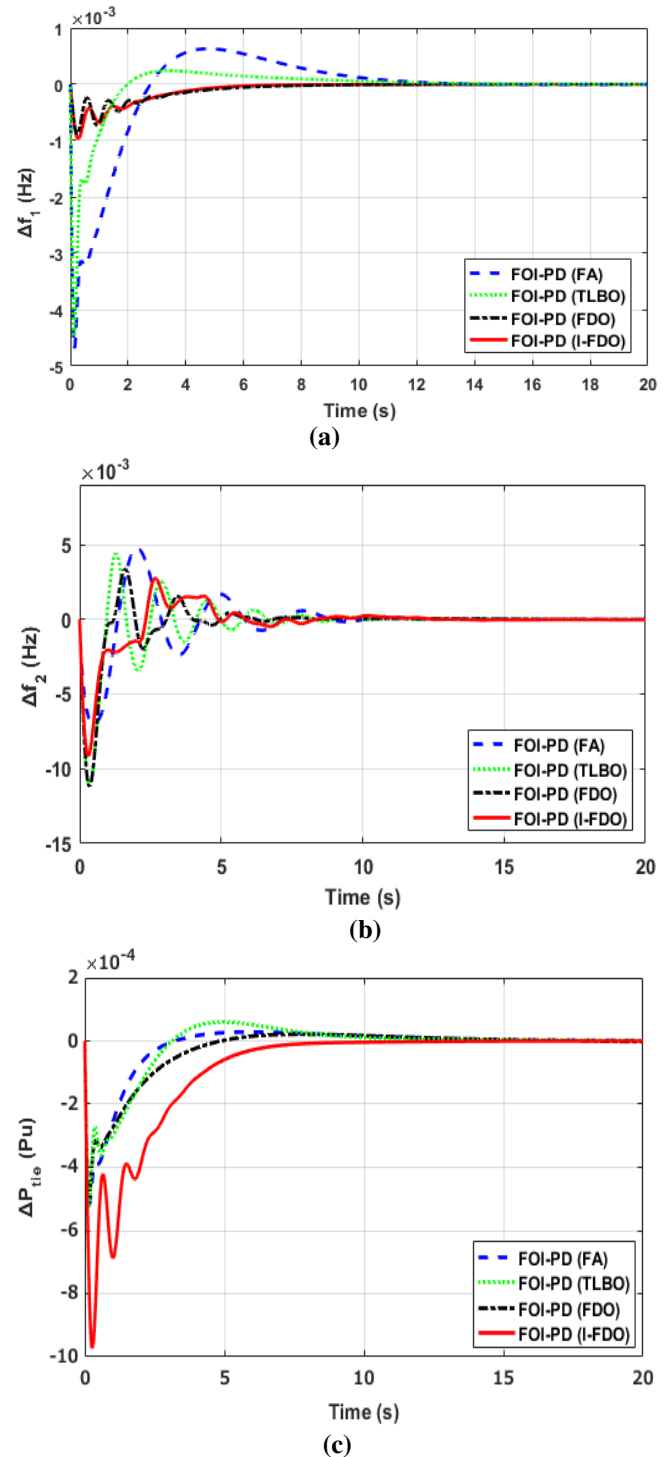 ×10⁻³
1
0
-1
-2
-3
-4
-5
Δf₁ (Hz)
FOI-PD (FA)
FOI-PD (TLBO)
FOI-PD (FDO)
FOI-PD (I-FDO)
0 2 4 6 8 10 12 14 16 18 20
Time (s)
(a)
×10⁻³
5
0
-5
-10
-15
Δf₂ (Hz)
FOI-PD (FA)
FOI-PD (TLBO)
FOI-PD (FDO)
FOI-PD (I-FDO)
0 5 10 15 20
Time (s)
(b)
×10⁻⁴
2
0
-2
-4
-6
-8
-10
ΔP_tie (Pu)
FOI-PD (FA)
FOI-PD (TLBO)
FOI-PD (FDO)
FOI-PD (I-FDO)
0 5 10 15 20
Time (s)
(c)